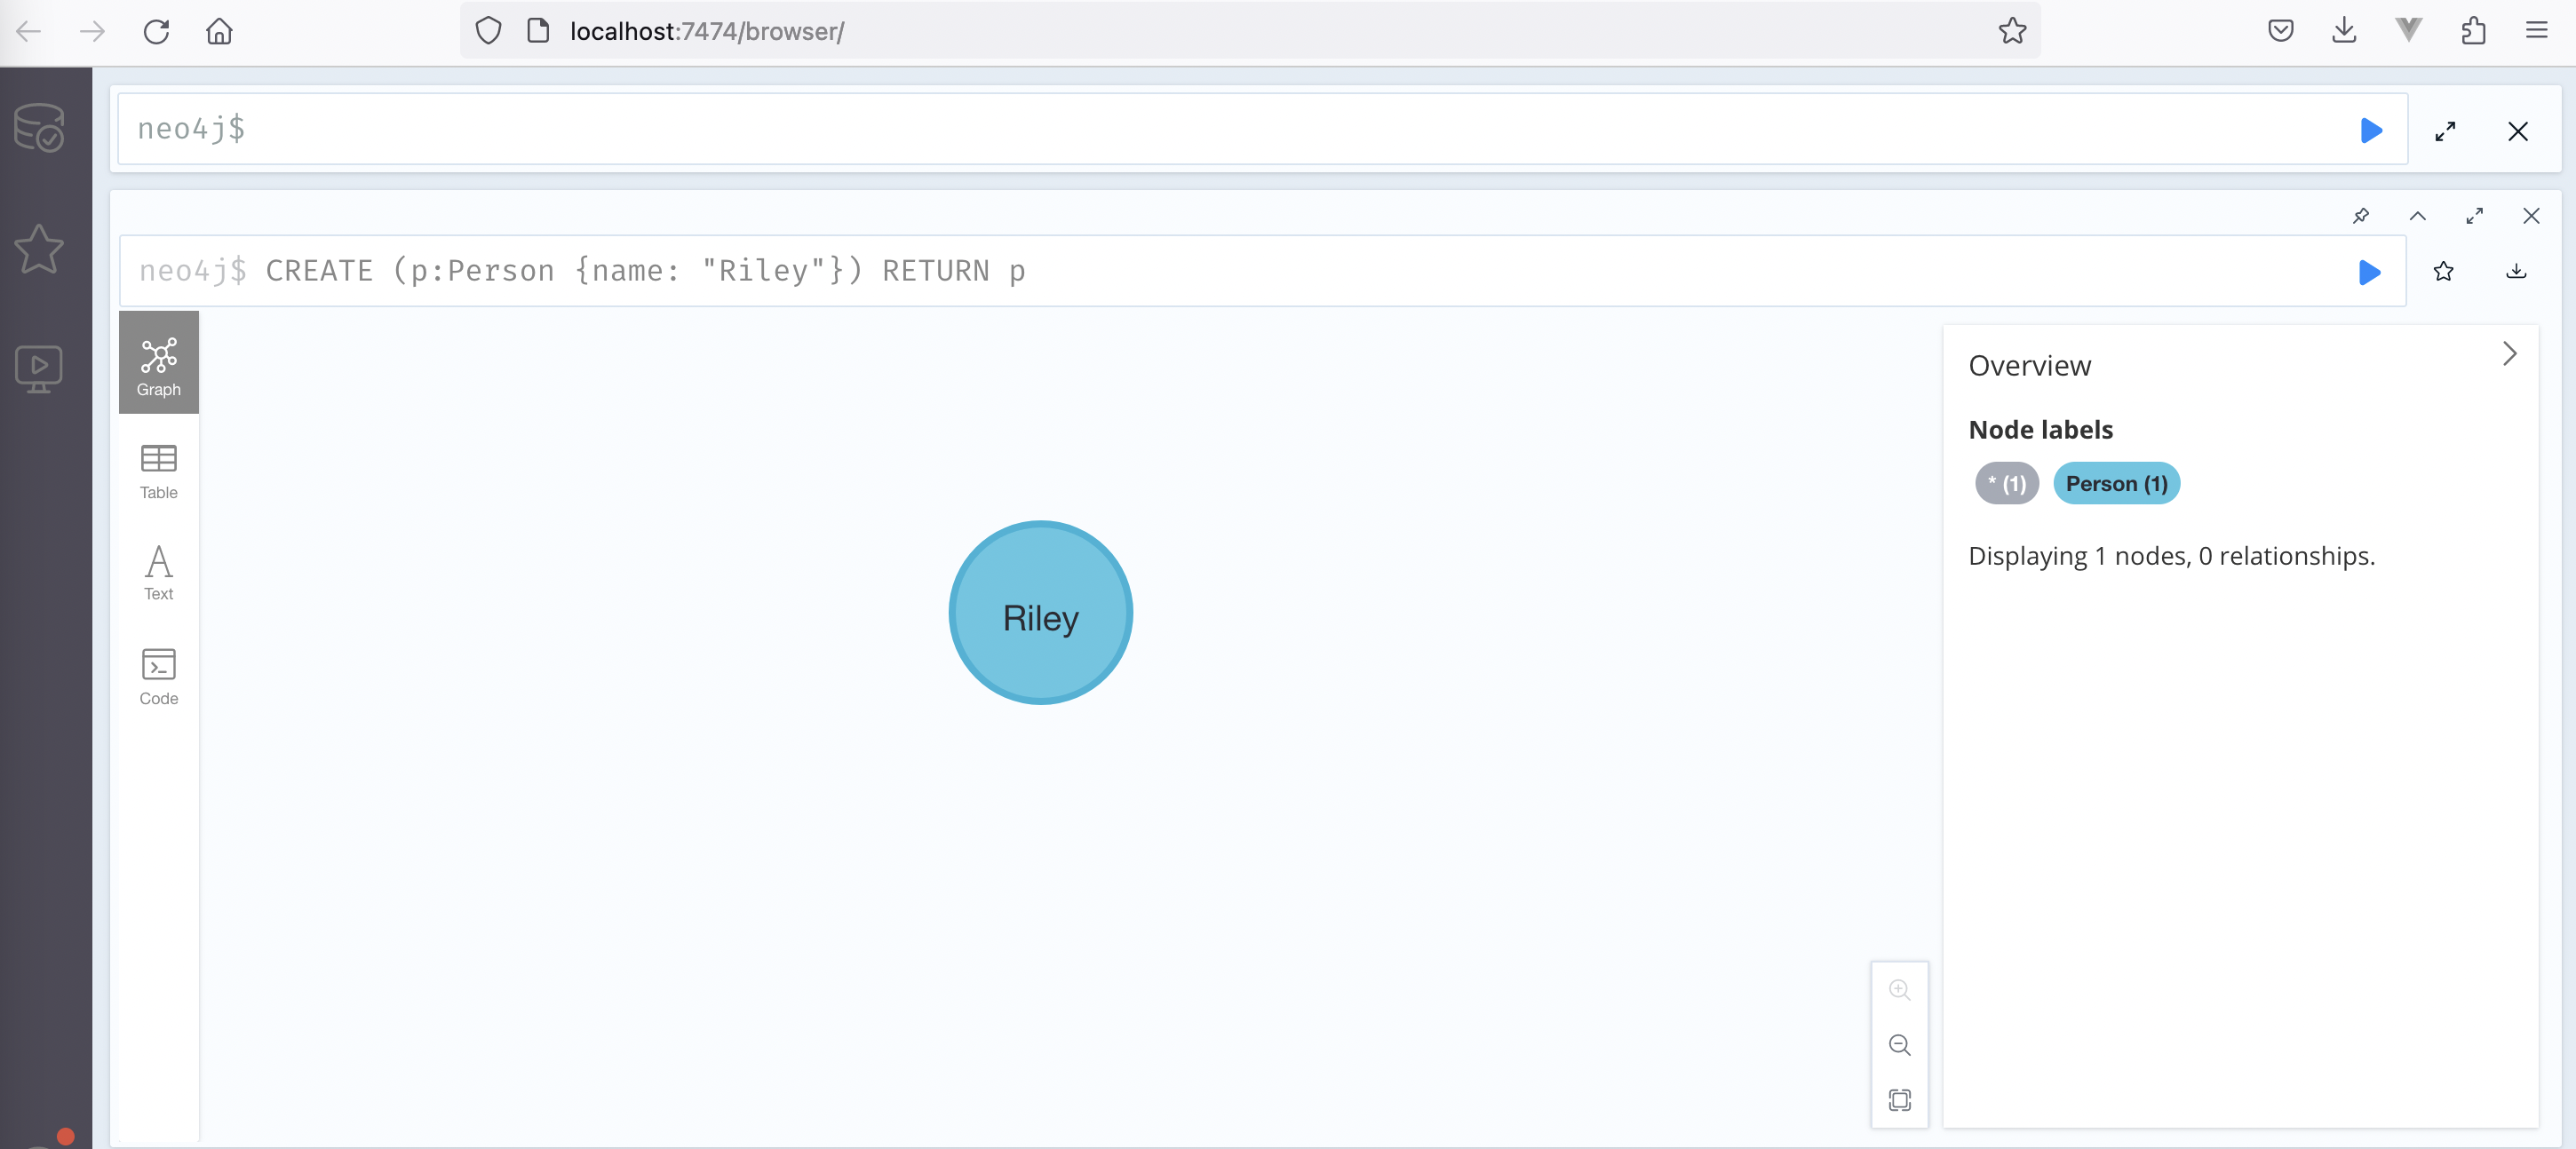 localhost:7474/browser/
neo4j$
neo4j$ CREATE (p:Person {name: "Riley"}) RETURN p
Graph
Table
Text
Code
Riley
Overview
Node labels
* (1) Person (1)
Displaying 1 nodes, 0 relationships.